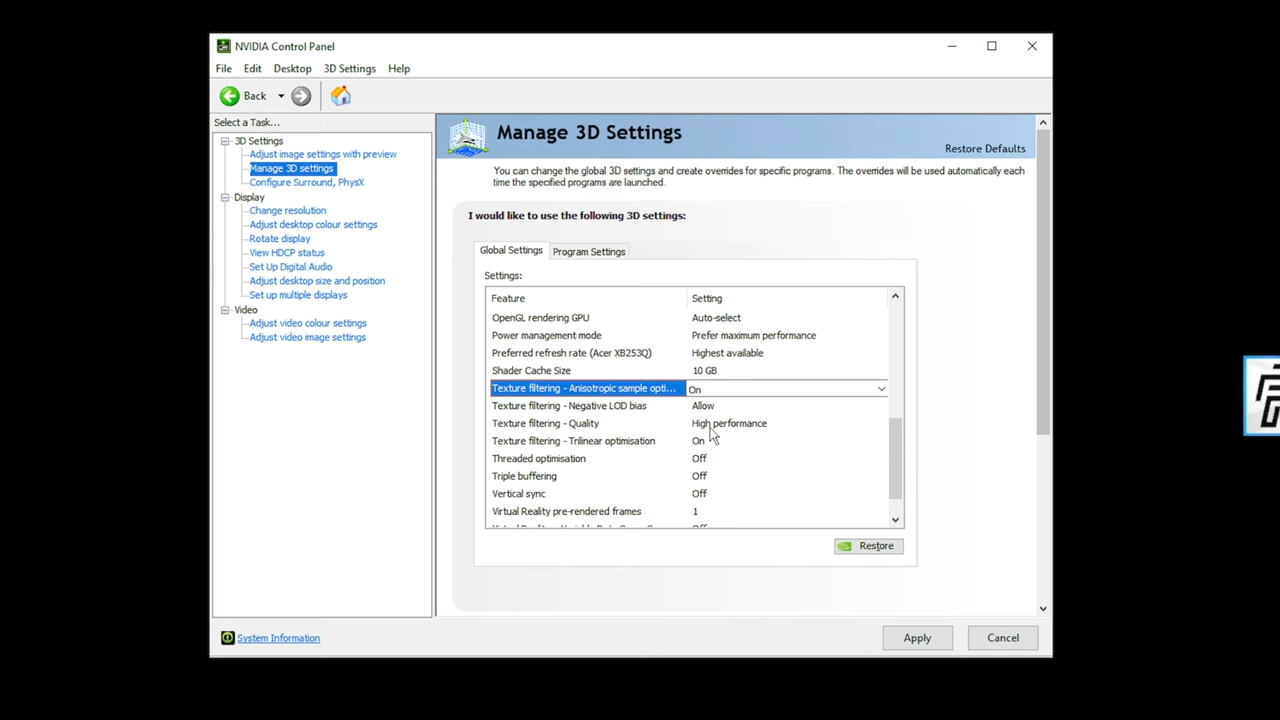 NVIDIA Control Panel
File Edit Desktop 3D Settings Help
Back
Select a Task...
3D Settings
Adjust image settings with preview
Manage 3D settings
Configure Surround, PhysX
Display
Change resolution
Adjust desktop colour settings
Rotate display
View HDCP status
Set Up Digital Audio
Adjust desktop size and position
Set up multiple displays
Video
Adjust video colour settings
Adjust video image settings
Manage 3D Settings
Restore Defaults
You can change the global 3D settings and create overrides for specific programs. The overrides will be used automatically each
time the specified programs are launched.
I would like to use the following 3D settings:
Global Settings Program Settings
Settings:
Feature Setting
OpenGL rendering GPU Auto-select
Power management mode Prefer maximum performance
Preferred refresh rate (Acer XB253Q) Highest available
Shader Cache Size 10 GB
Texture filtering - Anisotropic sample opti... On
Texture filtering - Negative LOD bias Allow
Texture filtering - Quality High performance
Texture filtering - Trilinear optimisation On
Threaded optimisation Off
Triple buffering Off
Vertical sync Off
Virtual Reality pre-rendered frames 1
Restore
System Information
Apply Cancel